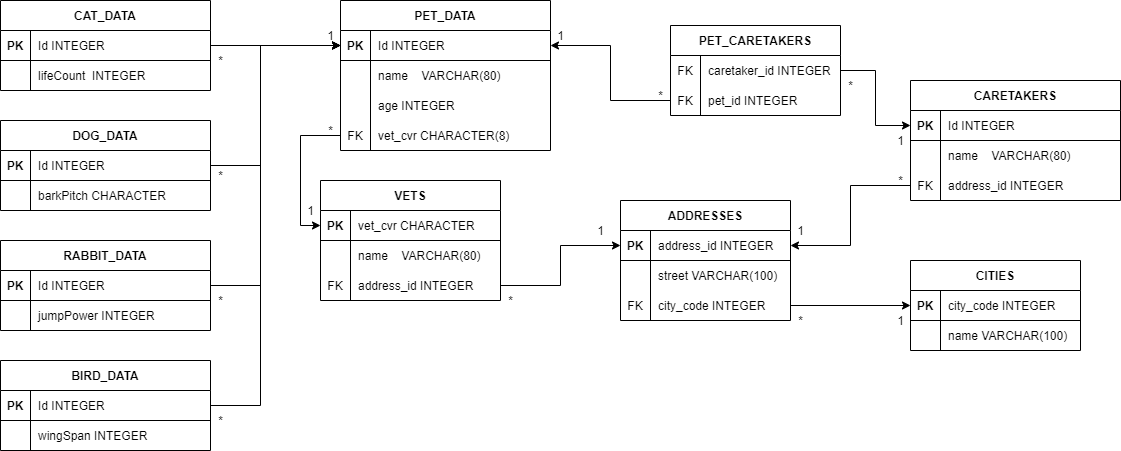 CAT_DATA
PK Id INTEGER
lifeCount INTEGER
*
DOG_DATA
PK Id INTEGER
barkPitch CHARACTER
*
RABBIT_DATA
PK Id INTEGER
jumpPower INTEGER
*
BIRD_DATA
PK Id INTEGER
wingSpan INTEGER
*
1
PET_DATA
1
PK Id INTEGER
name VARCHAR(80)
age INTEGER
* FK vet_cvr CHARACTER(8)
VETS
1
PK vet_cvr CHARACTER
name VARCHAR(80)
FK address_id INTEGER
*
PET_CARETAKERS
FK caretaker_id INTEGER
*
* FK pet_id INTEGER
CARETAKERS
PK Id INTEGER
1
name VARCHAR(80)
* FK address_id INTEGER
ADDRESSES
1
1
PK address_id INTEGER
street VARCHAR(100)
FK city_code INTEGER
*
CITIES
PK city_code INTEGER
1
name VARCHAR(100)